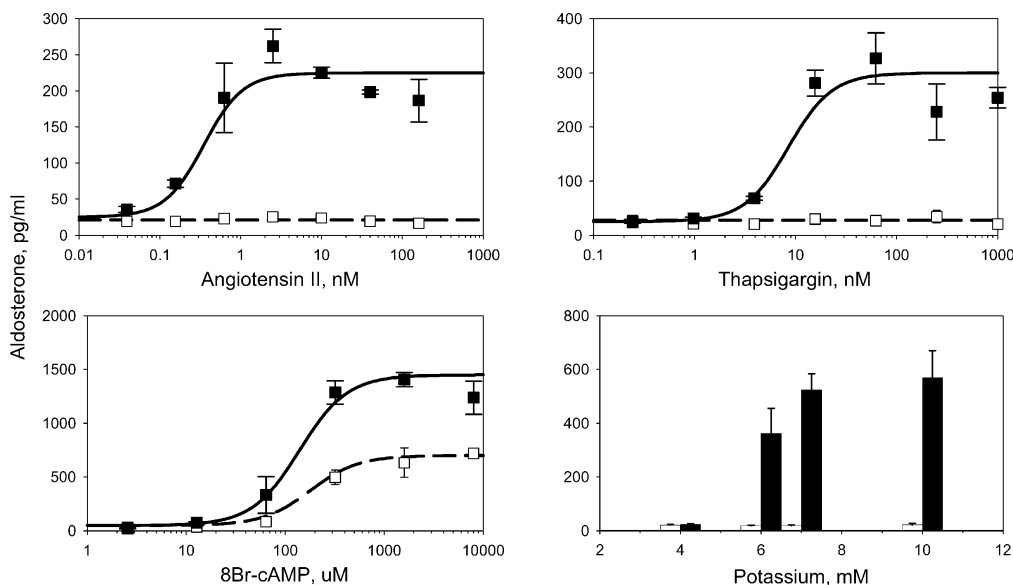 Aldosterone, pg/ml
300
250
200
150
100
50
0
0.01 0.1 1 10 100 1000
Angiotensin II, nM
400
300
200
100
0
0.1 1 10 100 1000
Thapsigargin, nM
2000
1500
1000
500
0
1 10 100 1000 10000
8Br-cAMP, uM
800
600
400
200
0
2 4 6 8 10 12
Potassium, mM